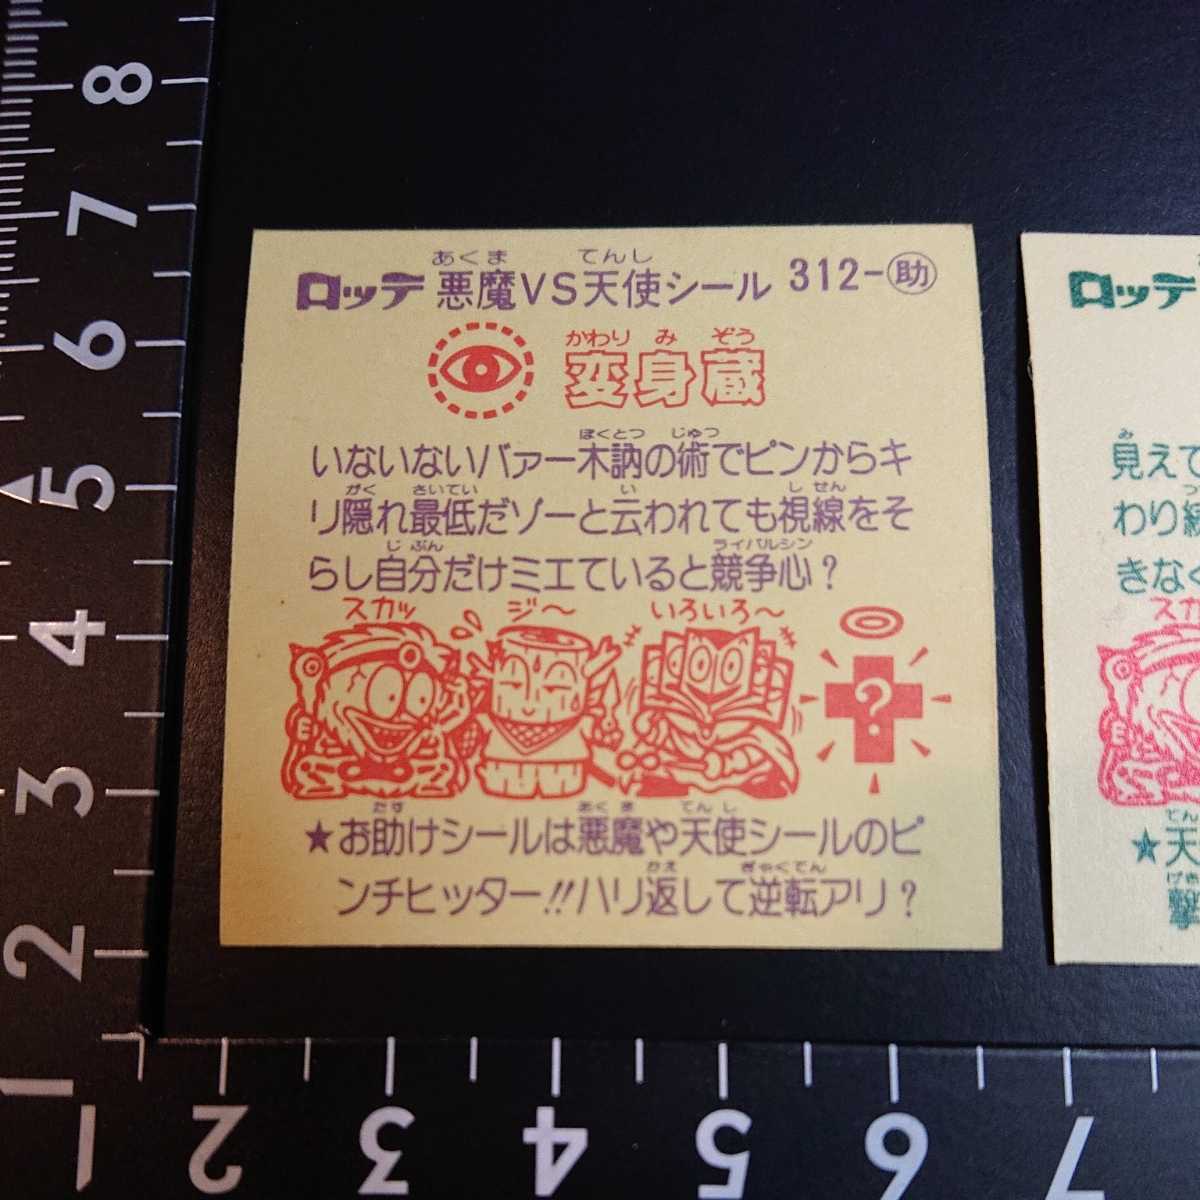 ロッテ 悪魔VS天使シール 312-助
あくま てんし
変身蔵
かわり み ぞう
いないないバァー木訥の術でピンからキ
ぼくとつ じゅつ
リ隠れ最低だゾーと云われても視線をそ
がく さいてい い し せん
らし自分だけミエていると競争心?
じ ぶん ライバルシン
スカッ ジ〜 いろいろ〜
?
★お助けシールは悪魔や天使シールのピ
たす あく ま てん し
ンチヒッター!!ハリ返して逆転アリ?
かえ ぎゃくてん
ロッテ
見えて
み
わり
きなく
スカ
★天
てん
撃
げき
8
7
6
5
4
3
2
1
1 2 3 4 5 6 7